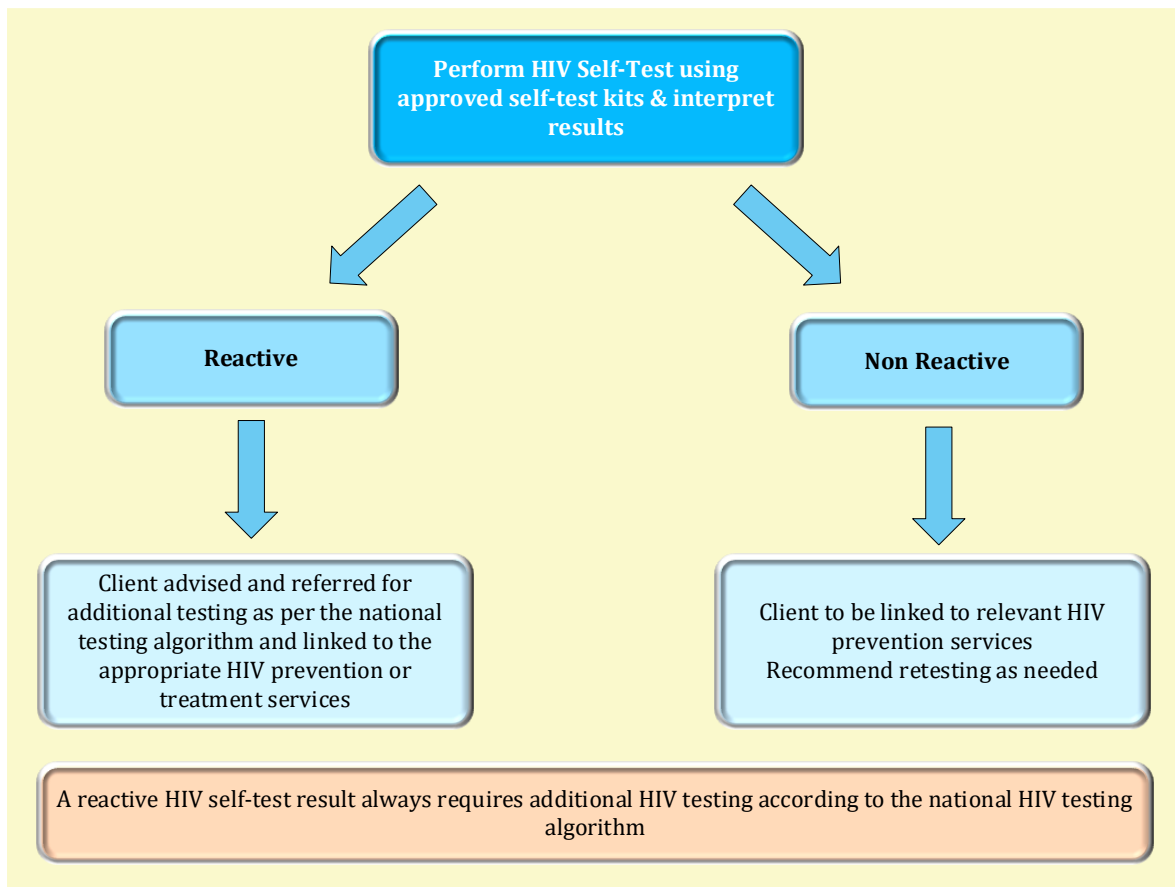 Perform HIV Self-Test using
approved self-test kits & interpret
results
Reactive
Non Reactive
Client advised and referred for
additional testing as per the national
testing algorithm and linked to the
appropriate HIV prevention or
treatment services
Client to be linked to relevant HIV
prevention services
Recommend retesting as needed
A reactive HIV self-test result always requires additional HIV testing according to the national HIV testing
algorithm